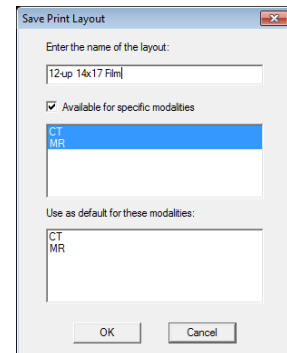 Save Print Layout
Enter the name of the layout:
12-up 14x17 Film
Available for specific modalities
CT
MR
Use as default for these modalities:
CT
MR
OK Cancel